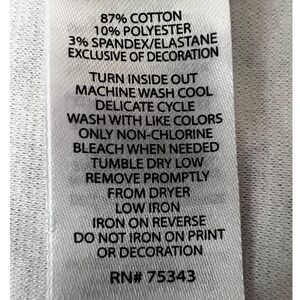 87% COTTON
10% POLYESTER
3% SPANDEX/ELASTANE
EXCLUSIVE OF DECORATION
TURN INSIDE OUT
MACHINE WASH COOL
DELICATE CYCLE
WASH WITH LIKE COLORS
ONLY NON-CHLORINE
BLEACH WHEN NEEDED
TUMBLE DRY LOW
REMOVE PROMPTLY
FROM DRYER
LOW IRON
IRON ON REVERSE
DO NOT IRON ON PRINT
OR DECORATION
RN# 75343